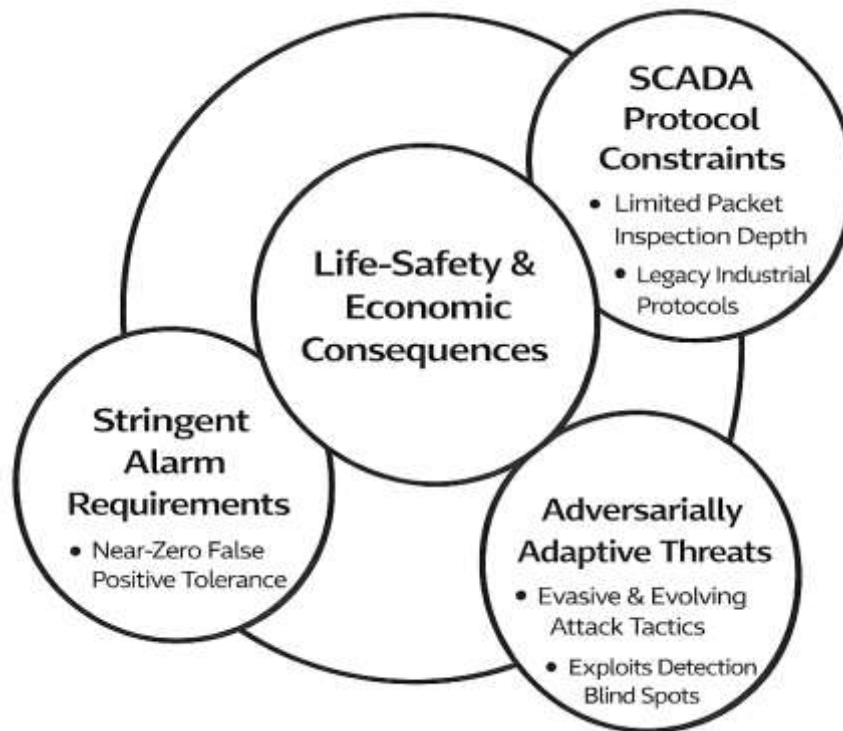 SCADA
Protocol
Constraints
• Limited Packet
Inspection Depth
• Legacy Industrial
Protocols
Life-Safety &
Economic
Consequences
Stringent
Alarm
Requirements
• Near-Zero False
Positive Tolerance
Adversarially
Adaptive Threats
• Evasive & Evolving
Attack Tactics
• Exploits Detection
Blind Spots